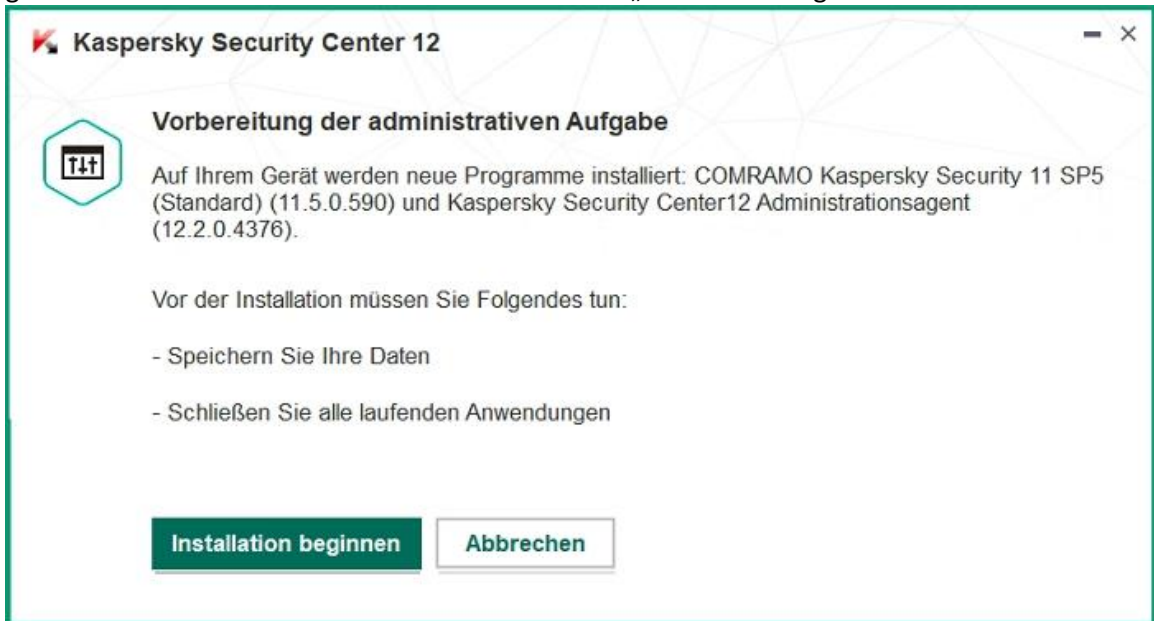 Kaspersky Security Center 12
Vorbereitung der administrativen Aufgabe
Auf Ihrem Gerät werden neue Programme installiert: COMRAMO Kaspersky Security 11 SP5
(Standard) (11.5.0.590) und Kaspersky Security Center12 Administrationsagent
(12.2.0.4376).
Vor der Installation müssen Sie Folgendes tun:
- Speichern Sie Ihre Daten
- Schließen Sie alle laufenden Anwendungen
Installation beginnen
Abbrechen